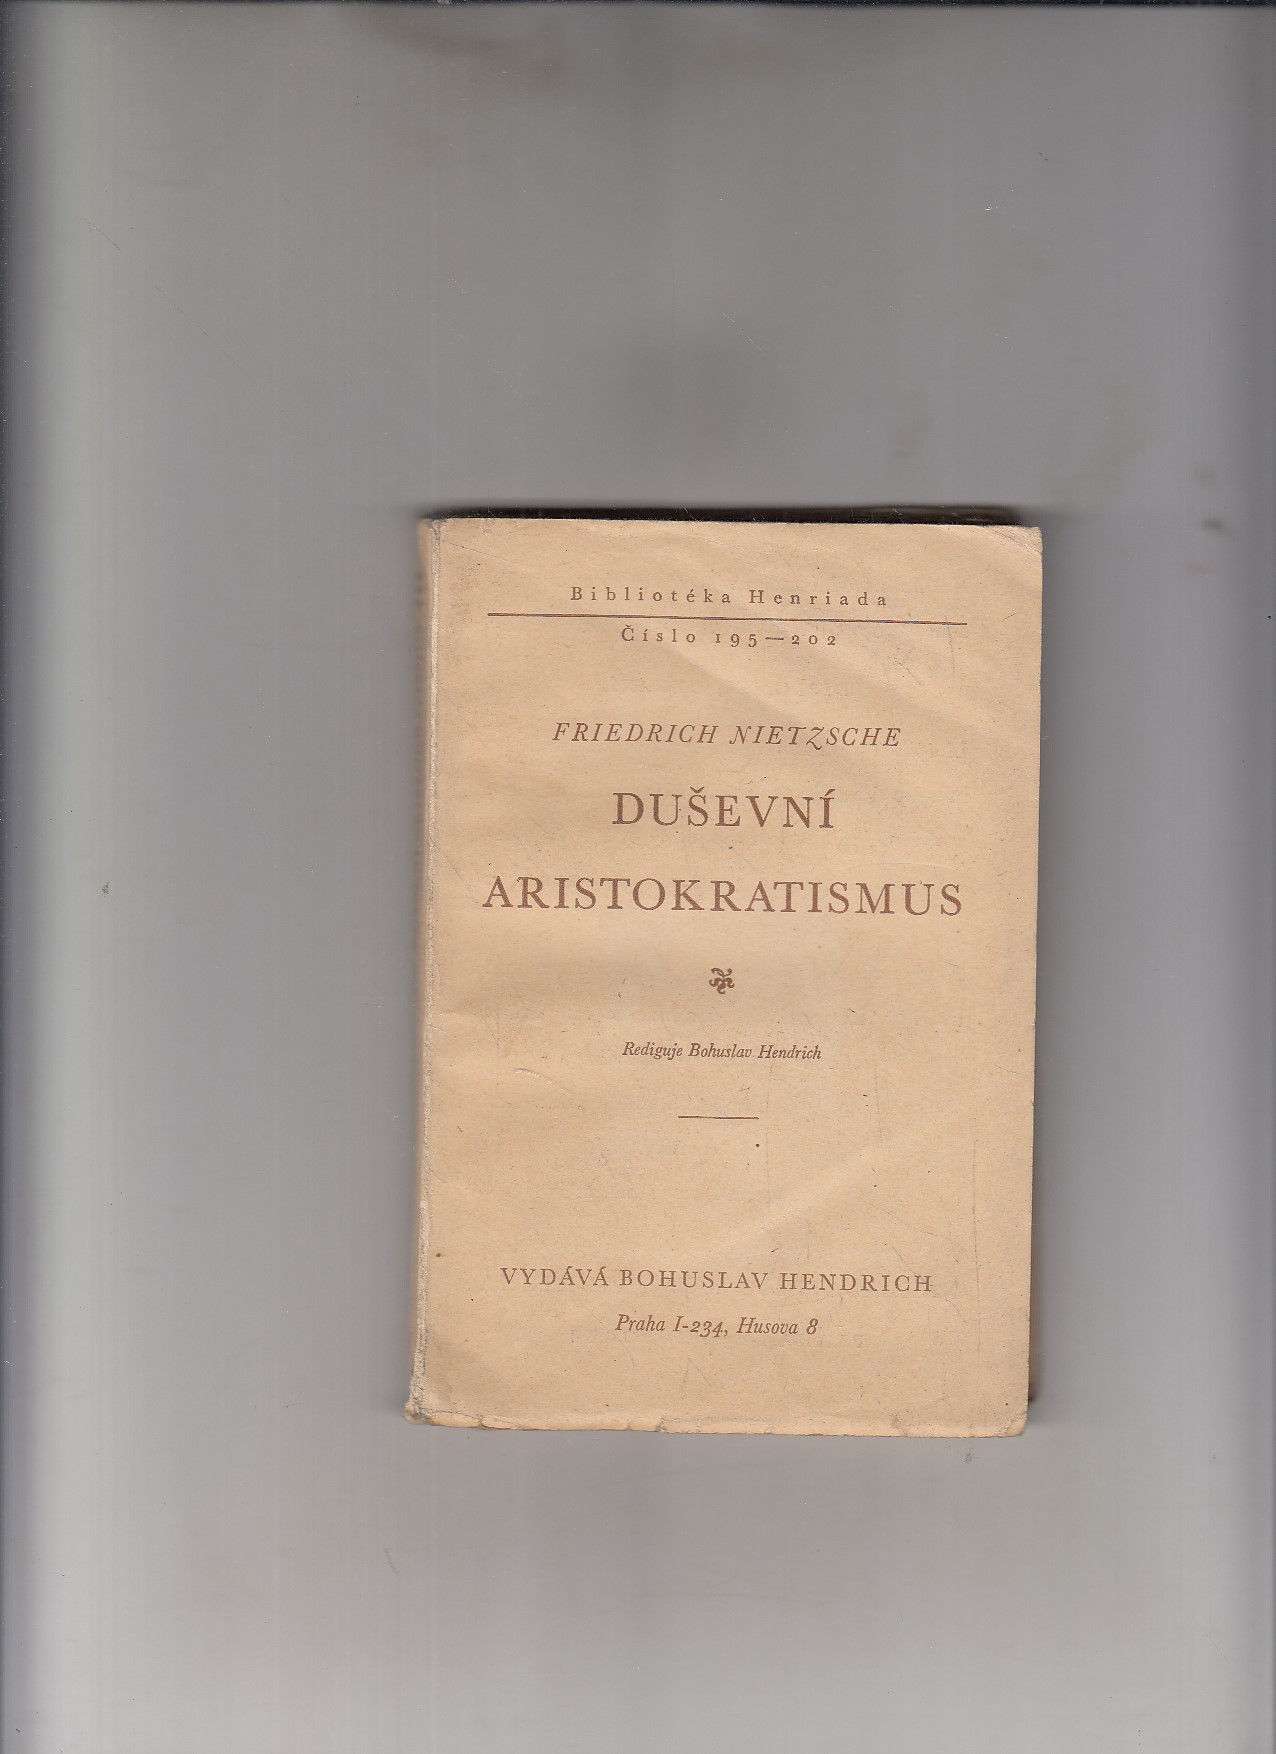 Bibliotéka Henriada
Číslo 195—202
FRIEDRICH NIETZSCHE
DUŠEVNÍ
ARISTOKRATISMUS
Rediguje Bohuslav Hendrich
VYDÁVÁ BOHUSLAV HENDRICH
Praha I-234, Husova 8